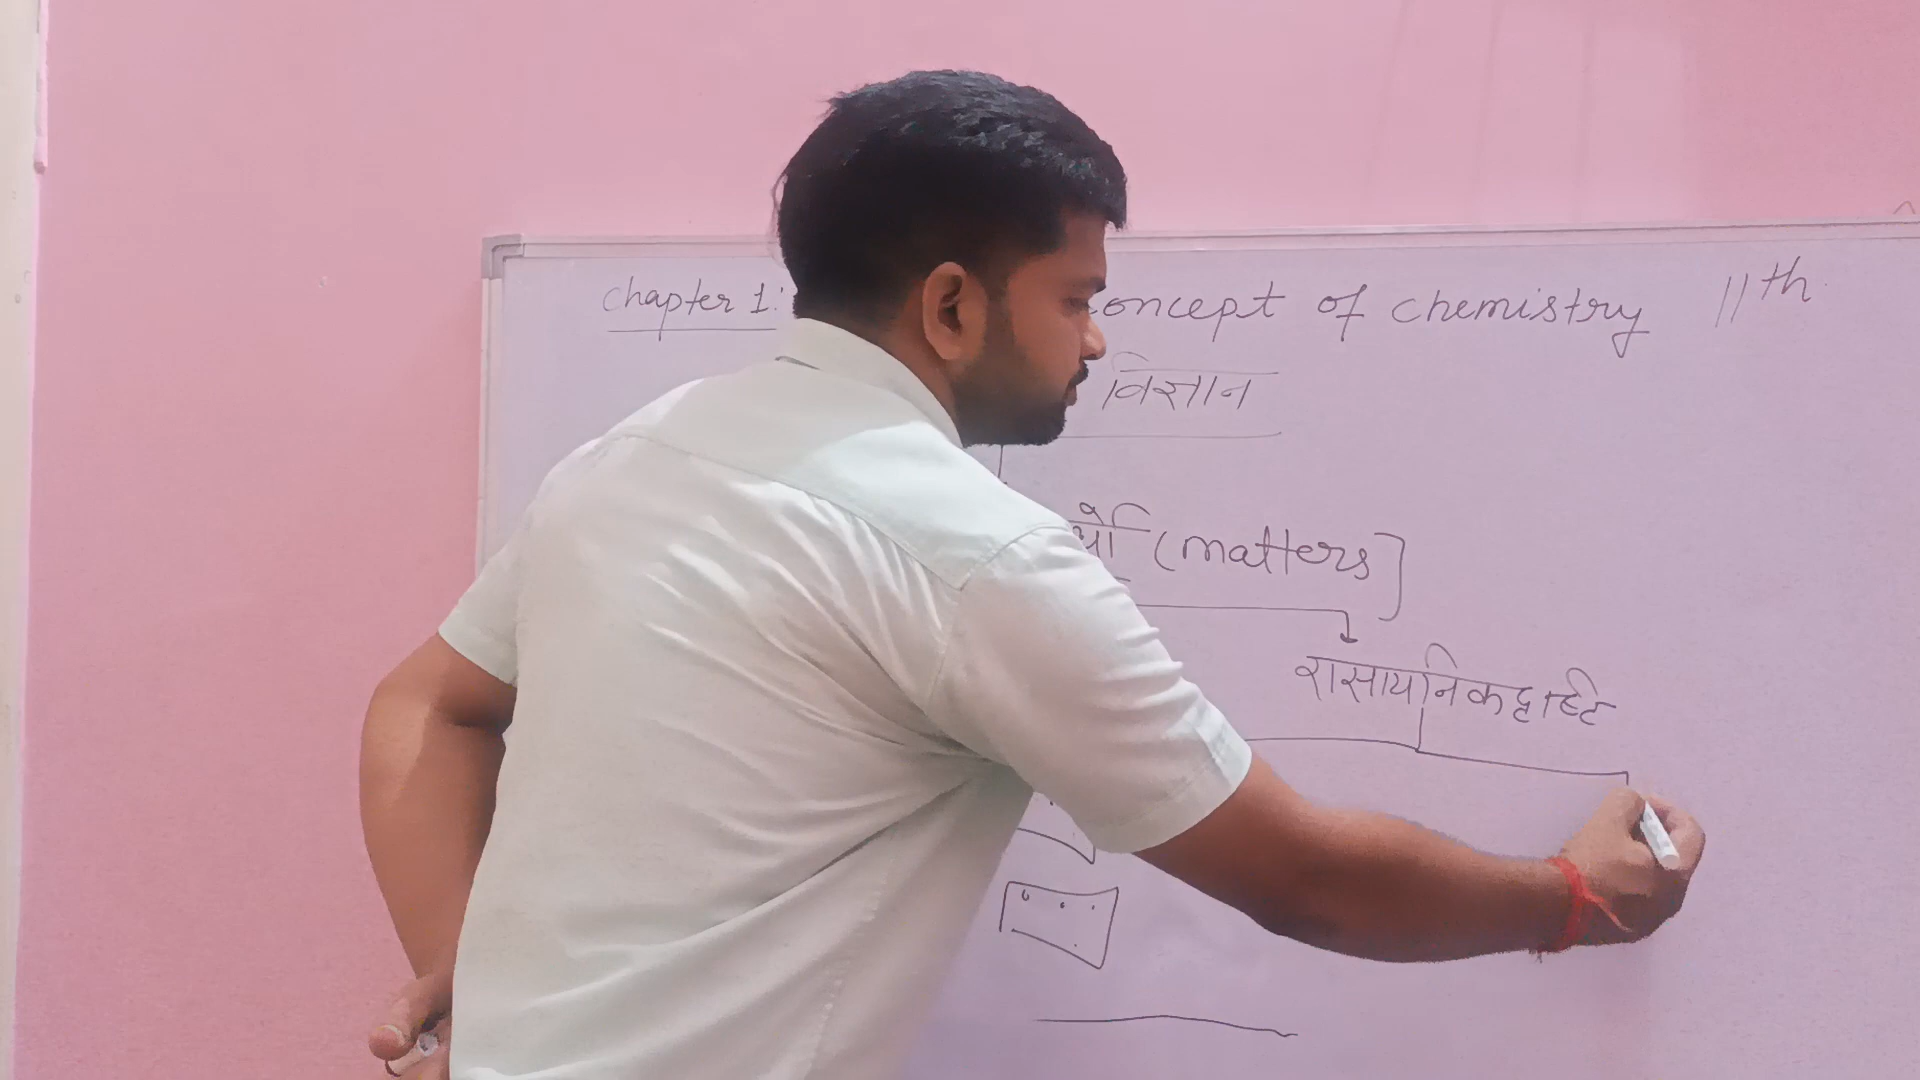 chapter 1: concept of chemistry 11th
विज्ञान
(matters]
रासायनिक